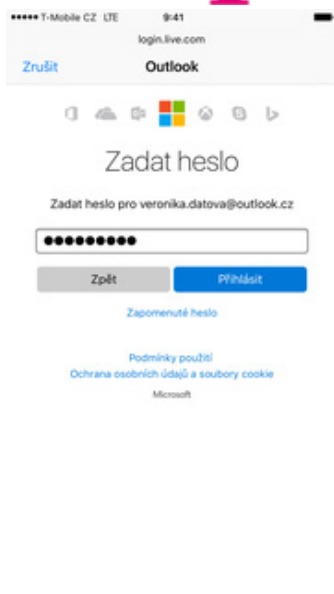 T-Mobile CZ LTE 9:41
login.live.com
Zrušit Outlook
Zadat heslo
Zadat heslo pro veronika.datova@outlook.cz
●●●●●●●●●
Zpět Přihlásit
Zapomenuté heslo
Podmínky použití
Ochrana osobních údajů a soubory cookie
Microsoft